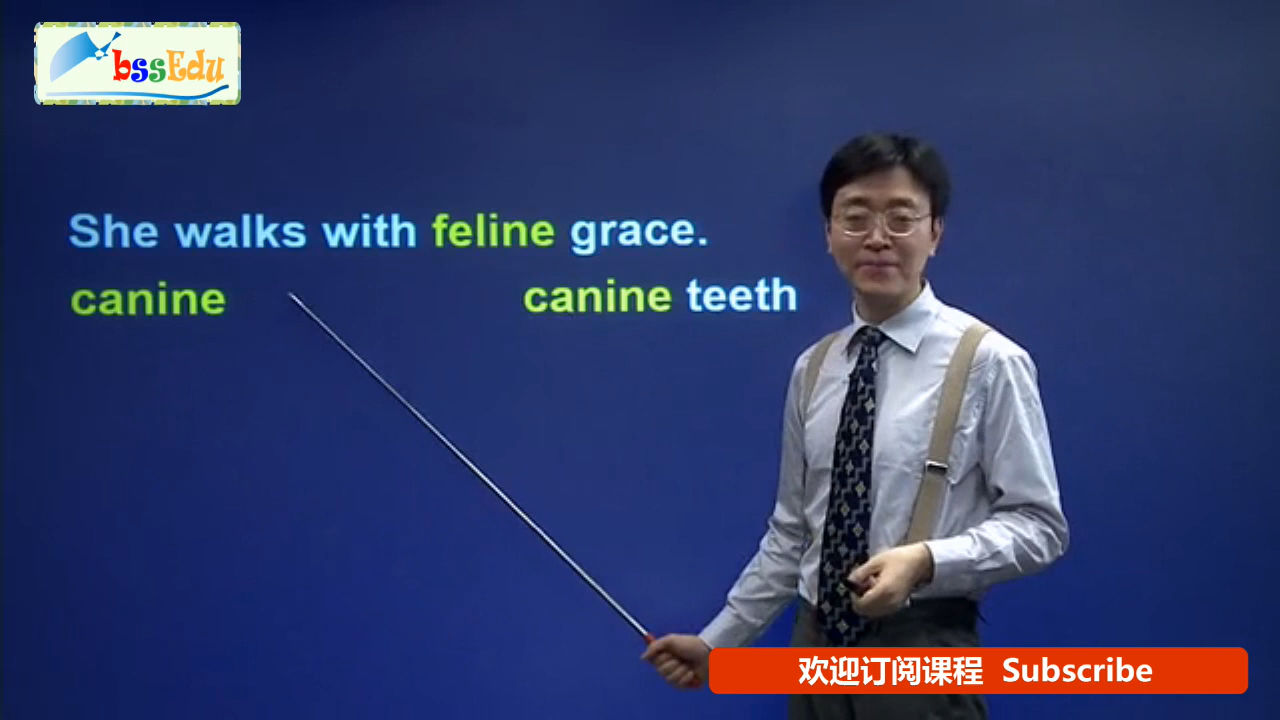 bssEdu
She walks with feline grace.
canine canine teeth
欢迎订阅课程 Subscribe